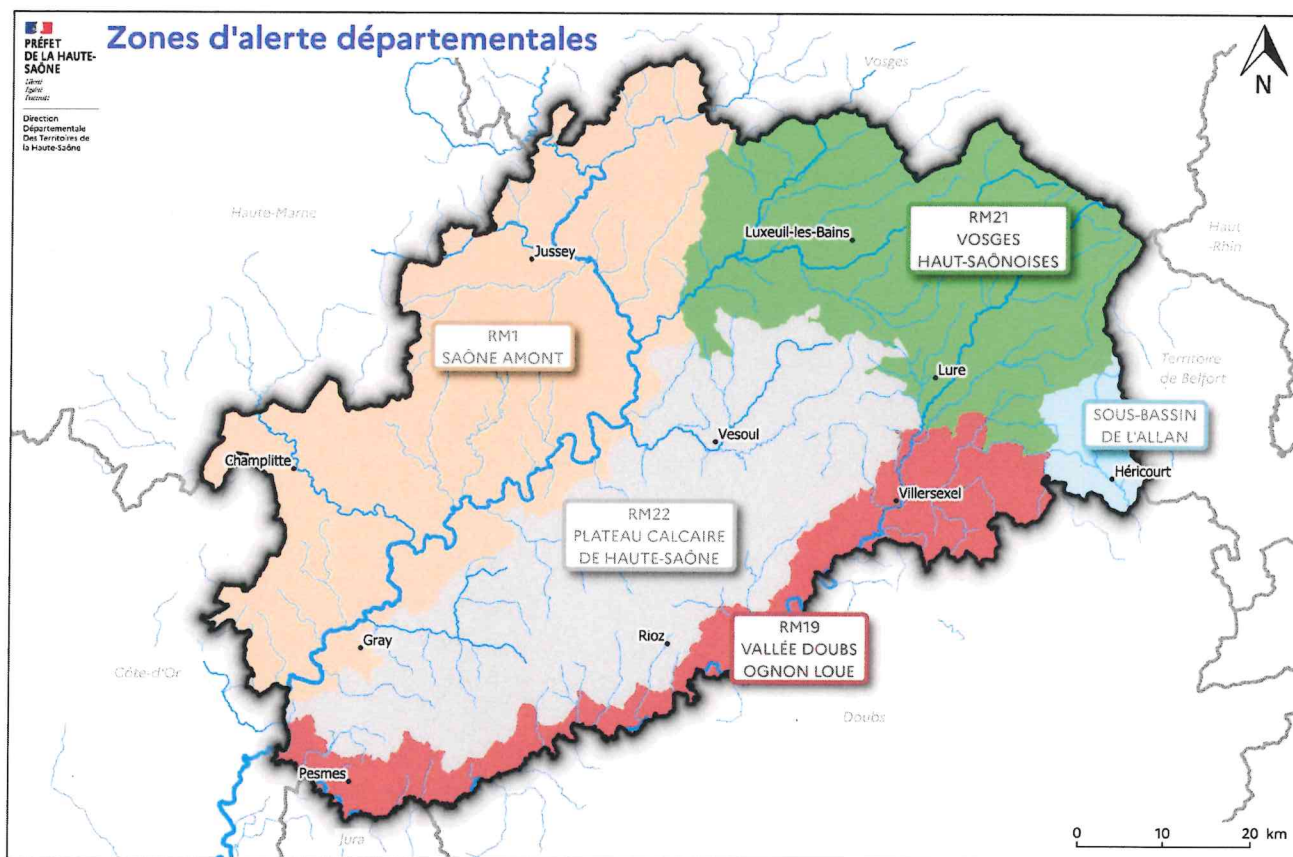 PRÉFET
DE LA HAUTE-
SAÔNE
Liberté
Égalité
Fraternité
Direction
Départementale
Des Territoires de
la Haute-Saône
Zones d'alerte départementales
N
Vosges
Haute-Marne
Haut
-Rhin
Territoire
de Belfort
Côte-d'Or
Doubs
Jura
Jussey
Luxeuil-les-Bains
RM21
VOSGES
HAUT-SAÔNOISES
RM1
SAÔNE AMONT
Lure
SOUS-BASSIN
DE L'ALLAN
Héricourt
Vesoul
Champlitte
Villersexel
RM22
PLATEAU CALCAIRE
DE HAUTE-SAÔNE
Gray
Rioz
RM19
VALLÉE DOUBS
OGNON LOUE
Pesmes
0 10 20 km